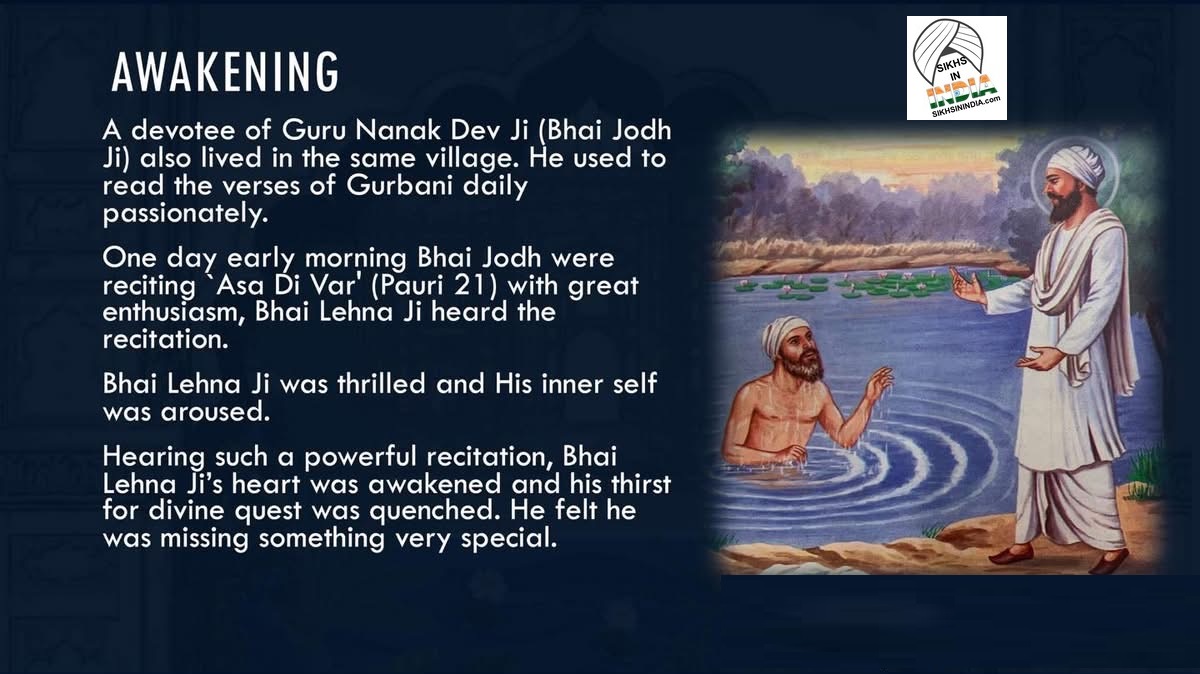 AWAKENING
A devotee of Guru Nanak Dev Ji (Bhai Jodh
Ji) also lived in the same village. He used to
read the verses of Gurbani daily
passionately.
One day early morning Bhai Jodh were
reciting `Asa Di Var' (Pauri 21) with great
enthusiasm, Bhai Lehna Ji heard the
recitation.
Bhai Lehna Ji was thrilled and His inner self
was aroused.
Hearing such a powerful recitation, Bhai
Lehna Ji’s heart was awakened and his thirst
for divine quest was quenched. He felt he
was missing something very special.
SIKHS
IN
INDIA
SIKHSININDIA.com